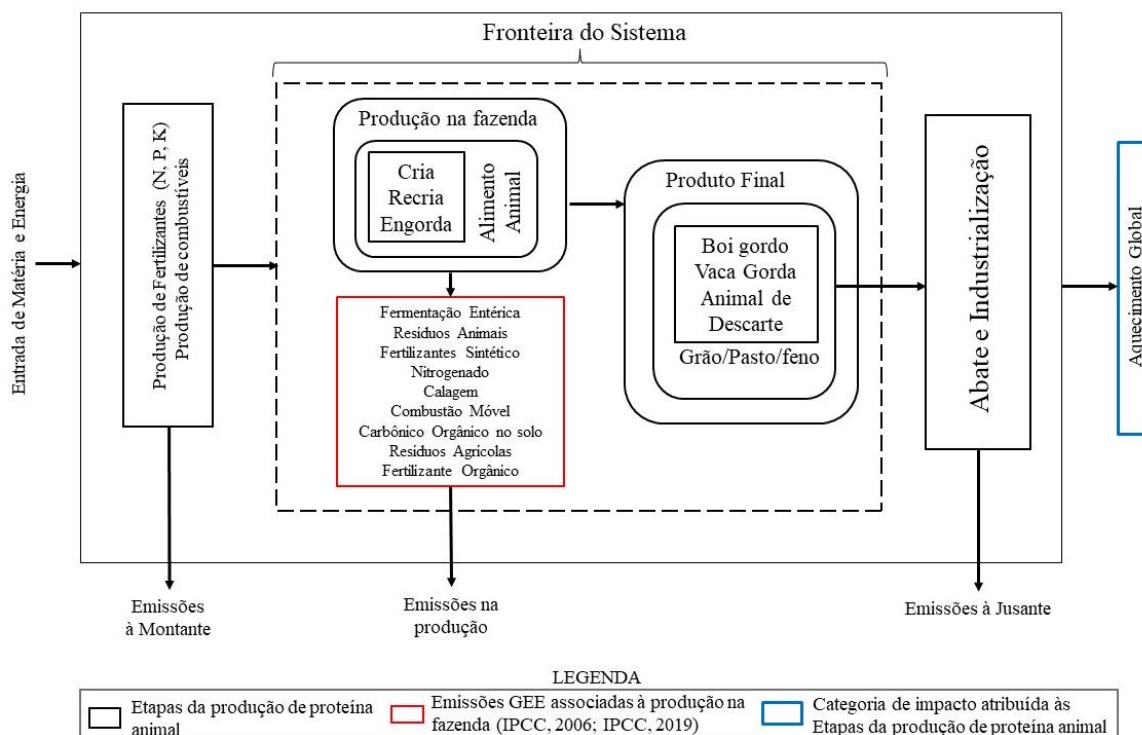 Fronteira do Sistema
Entrada de Matéria e Energia
Produção de Fertilizantes (N, P, K)
Produção de combustíveis
Produção na fazenda
Cria
Recria
Engorda
Alimento
Animal
Fermentação Entérica
Resíduos Animais
Fertilizantes Sintético
Nitrogenado
Calagem
Combustão Móvel
Carbônico Orgânico no solo
Resíduos Agrícolas
Fertilizante Orgânico
Produto Final
Boi gordo
Vaca Gorda
Animal de
Descarte
Grão/Pasto/feno
Abate e Industrialização
Aquecimento Global
Emissões
à Montante
Emissões na
produção
Emissões à Jusante
LEGENDA
Etapas da produção de proteína
animal
Emissões GEE associadas à produção na
fazenda (IPCC, 2006; IPCC, 2019)
Categoria de impacto atribuída às
Etapas da produção de proteína animal